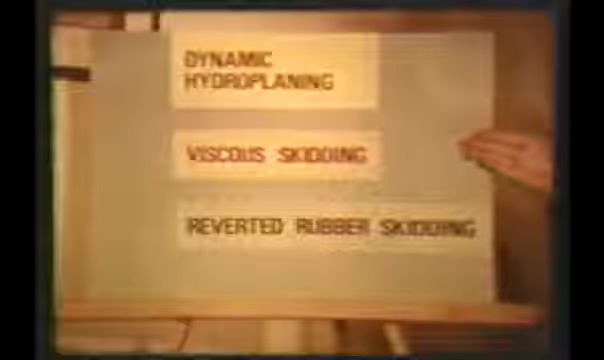 DYNAMIC
HYDROPLANING
VISCOUS SKIDDING
REVERTED RUBBER SKIDDING